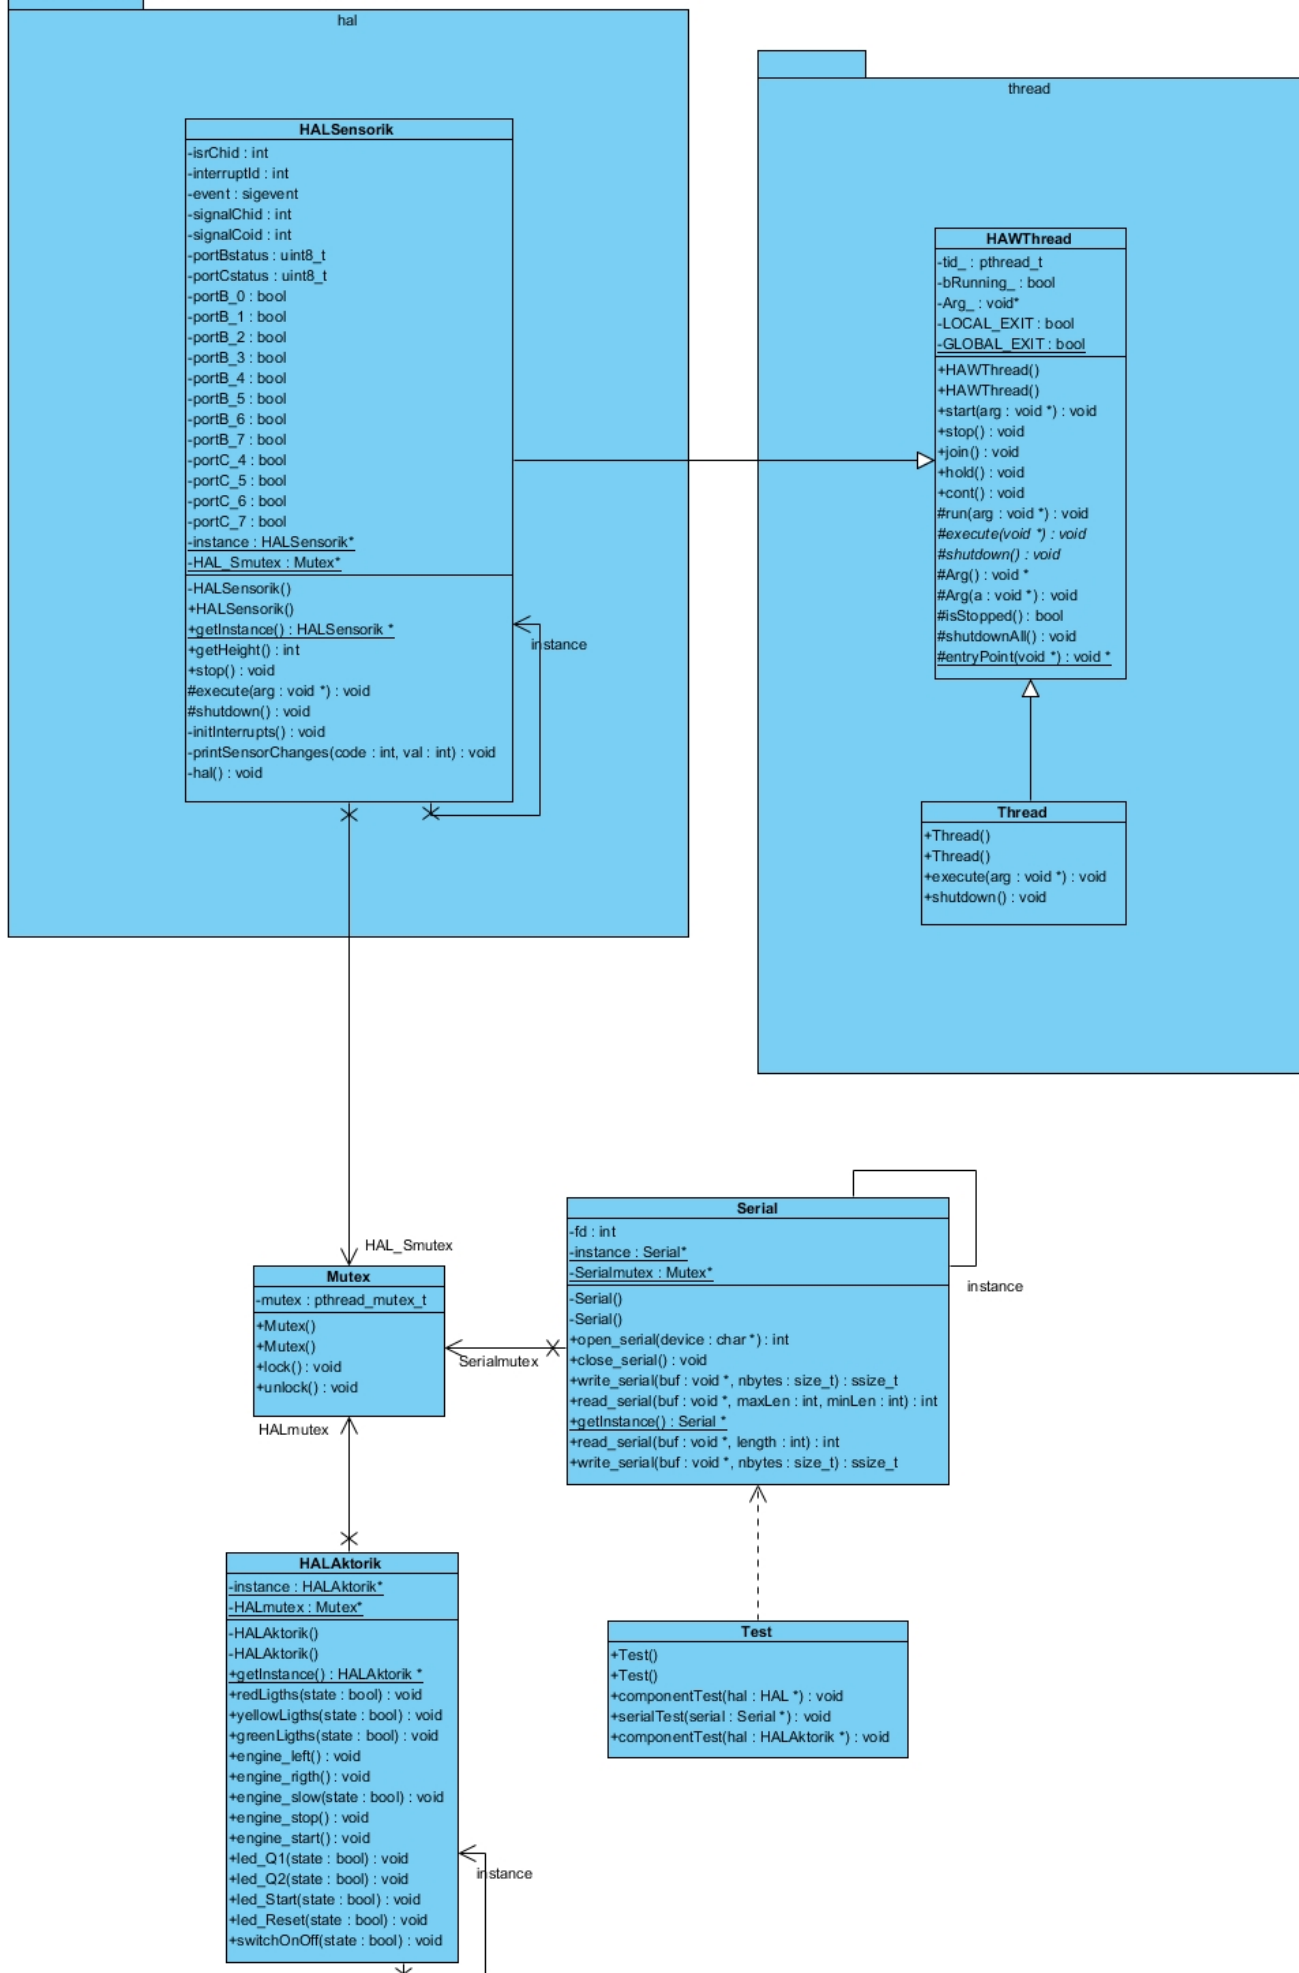 hal
HALSensorik
-isrChid : int
-interruptId : int
-event : sigevent
-signalChid : int
-signalCoid : int
-portBstatus : uint8_t
-portCstatus : uint8_t
-portB_0 : bool
-portB_1 : bool
-portB_2 : bool
-portB_3 : bool
-portB_4 : bool
-portB_5 : bool
-portB_6 : bool
-portB_7 : bool
-portC_4 : bool
-portC_5 : bool
-portC_6 : bool
-portC_7 : bool
-instance : HALSensorik*
-HAL_Smutex : Mutex*
-HALSensorik()
+HALSensorik()
+getInstance() : HALSensorik *
+getHeight() : int
+stop() : void
#execute(arg : void *) : void
#shutdown() : void
-initInterrupts() : void
-printSensorChanges(code : int, val : int) : void
-hal() : void
instance
thread
HAWThread
-tid_ : pthread_t
-bRunning_ : bool
-Arg_ : void*
-LOCAL_EXIT : bool
-GLOBAL_EXIT : bool
+HAWThread()
+HAWThread()
+start(arg : void *) : void
+stop() : void
+join() : void
+hold() : void
+cont() : void
#run(arg : void *) : void
#execute(void *) : void
#shutdown() : void
#Arg() : void *
#Arg(a : void *) : void
#isStopped() : bool
#shutdownAll() : void
#entryPoint(void *) : void *
Thread
+Thread()
+Thread()
+execute(arg : void *) : void
+shutdown() : void
HAL_Smutex
Mutex
-mutex : pthread_mutex_t
+Mutex()
+Mutex()
+lock() : void
+unlock() : void
HALmutex
Serialmutex
Serial
-fd : int
-instance : Serial*
-Serialmutex : Mutex*
-Serial()
-Serial()
+open_serial(device : char *) : int
+close_serial() : void
+write_serial(buf : void *, nbytes : size_t) : ssize_t
+read_serial(buf : void *, maxLen : int, minLen : int) : int
+getInstance() : Serial *
+read_serial(buf : void *, length : int) : int
+write_serial(buf : void *, nbytes : size_t) : ssize_t
instance
HALAktorik
-instance : HALAktorik*
-HALmutex : Mutex*
-HALAktorik()
-HALAktorik()
+getInstance() : HALAktorik *
+redLigths(state : bool) : void
+yellowLigths(state : bool) : void
+greenLigths(state : bool) : void
+engine_left() : void
+engine_rigth() : void
+engine_slow(state : bool) : void
+engine_stop() : void
+engine_start() : void
+led_Q1(state : bool) : void
+led_Q2(state : bool) : void
+led_Start(state : bool) : void
+led_Reset(state : bool) : void
+switchOnOff(state : bool) : void
instance
Test
+Test()
+Test()
+componentTest(hal : HAL *) : void
+serialTest(serial : Serial *) : void
+componentTest(hal : HALAktorik *) : void